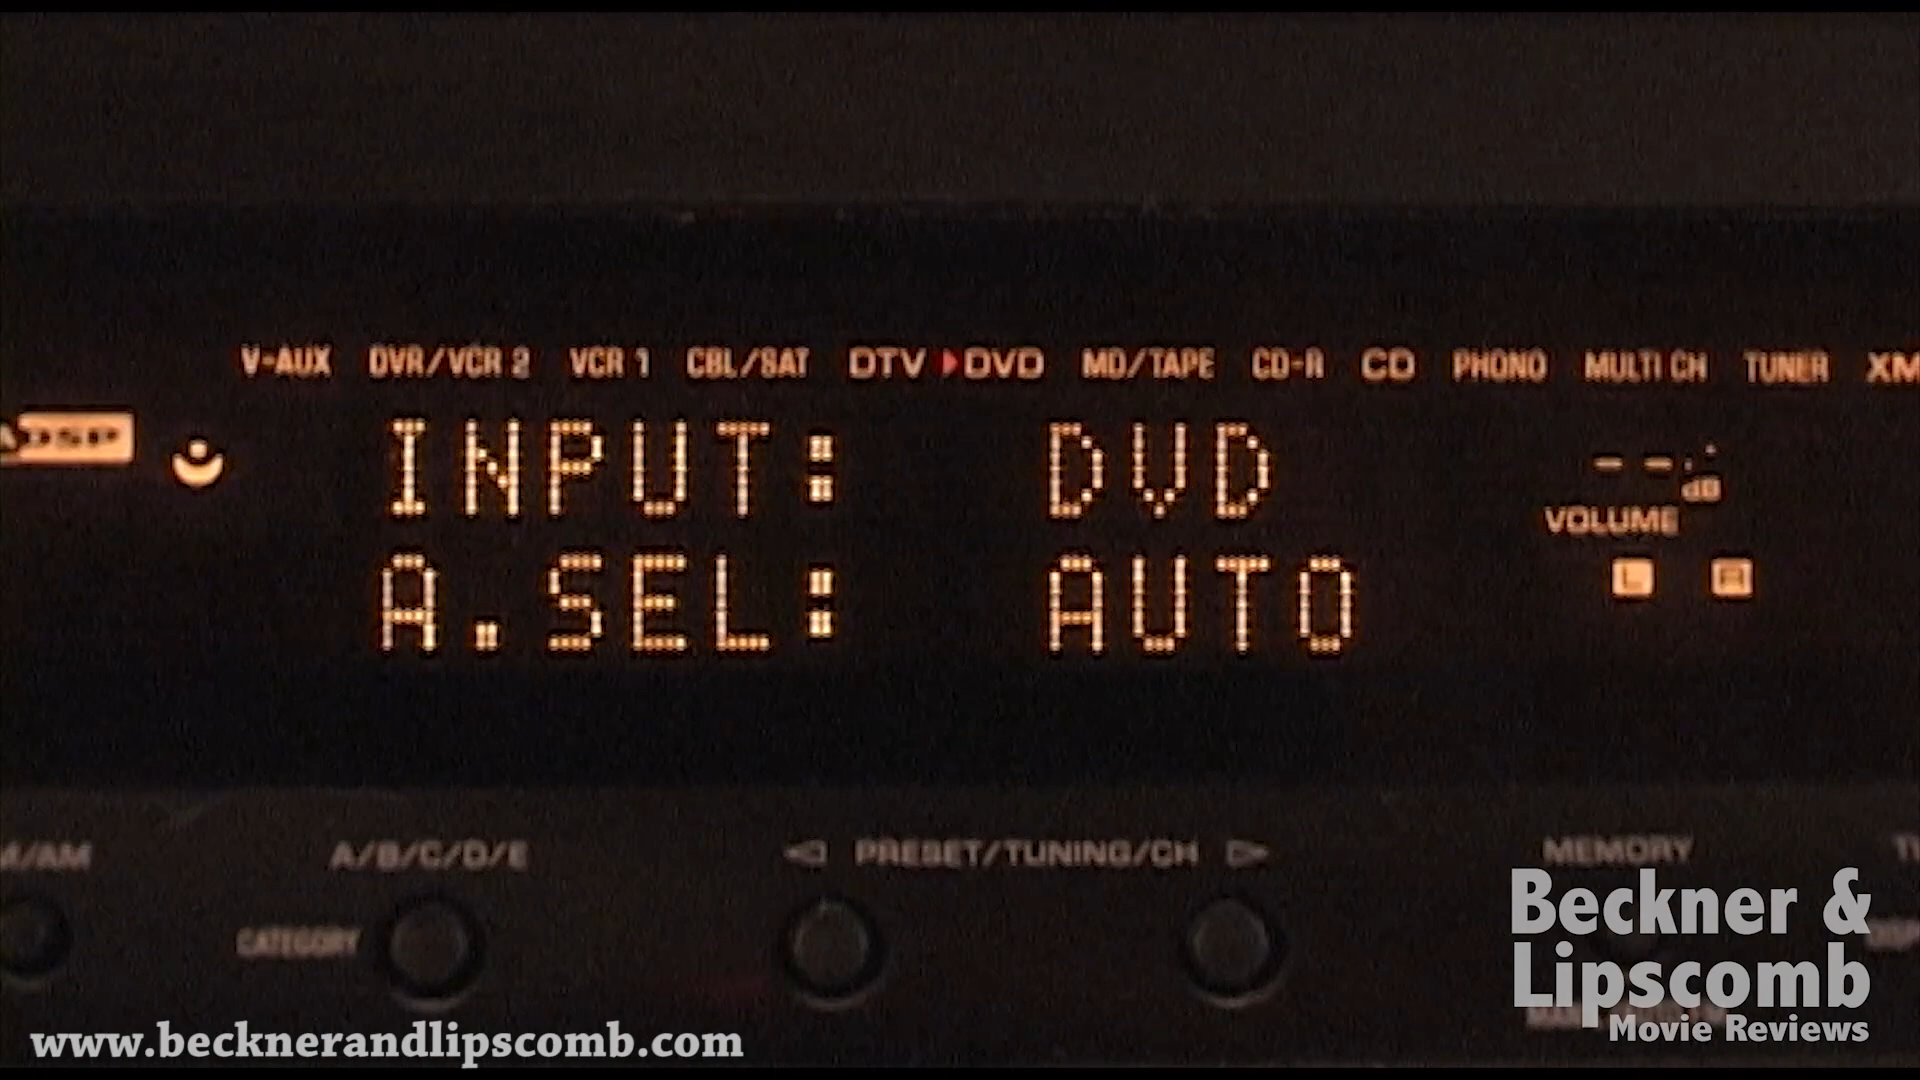 V-AUX DVR/VCR 2 VCR 1 CBL/SAT DTV DVD MD/TAPE CD-R CD PHONO MULTI CH TUNER XM
DSP
INPUT: DVD
dB
VOLUME
A.SEL: AUTO
L R
M/AM A/B/C/D/E PRESET/TUNING/CH MEMORY
CATEGORY
Beckner &
Lipscomb
Movie Reviews
www.becknerandlipscomb.com